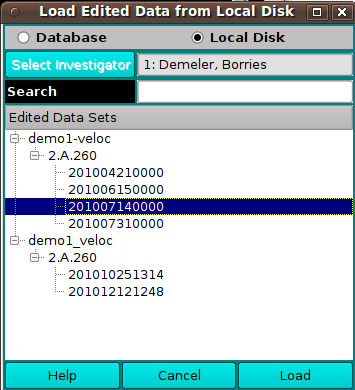 Load Edited Data from Local Disk
Database Local Disk
Select Investigator 1: Demeler, Borries
Search
Edited Data Sets
demo1-veloc
2.A.260
201004210000
201006150000
201007140000
201007310000
demo1_veloc
2.A.260
201010251314
201012121248
Help Cancel Load